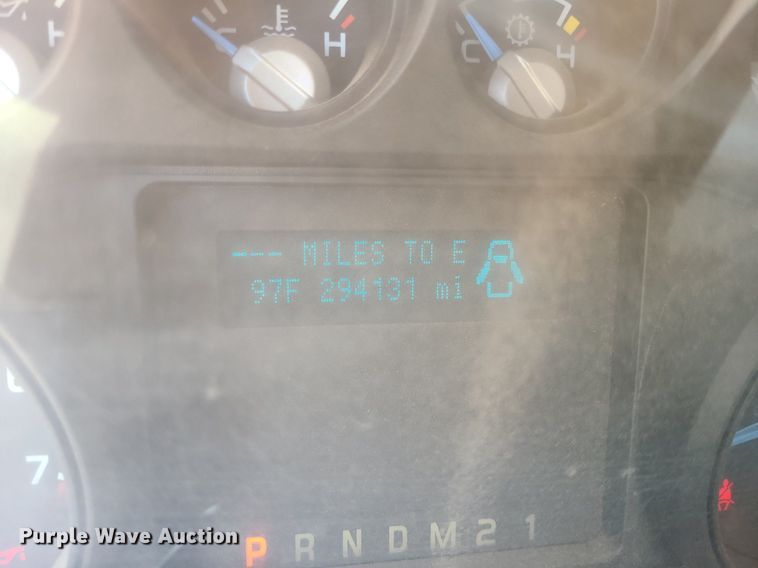 H
H
C
H
--- MILES TO E
97F 294131 mi
7
P R N D M 2 1
Purple Wave Auction